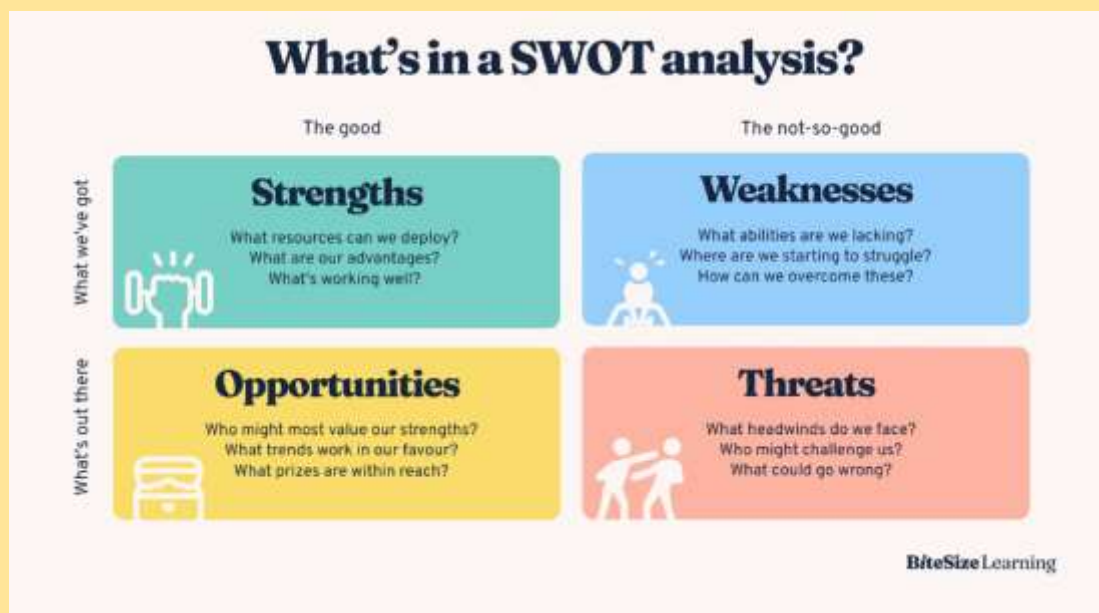 What's in a SWOT analysis?
The good
The not-so-good
What we've got
Strengths
What resources can we deploy?
What are our advantages?
What's working well?
Weaknesses
What abilities are we lacking?
Where are we starting to struggle?
How can we overcome these?
What's out there
Opportunities
Who might most value our strengths?
What trends work in our favour?
What prizes are within reach?
Threats
What headwinds do we face?
Who might challenge us?
What could go wrong?
BiteSize Learning